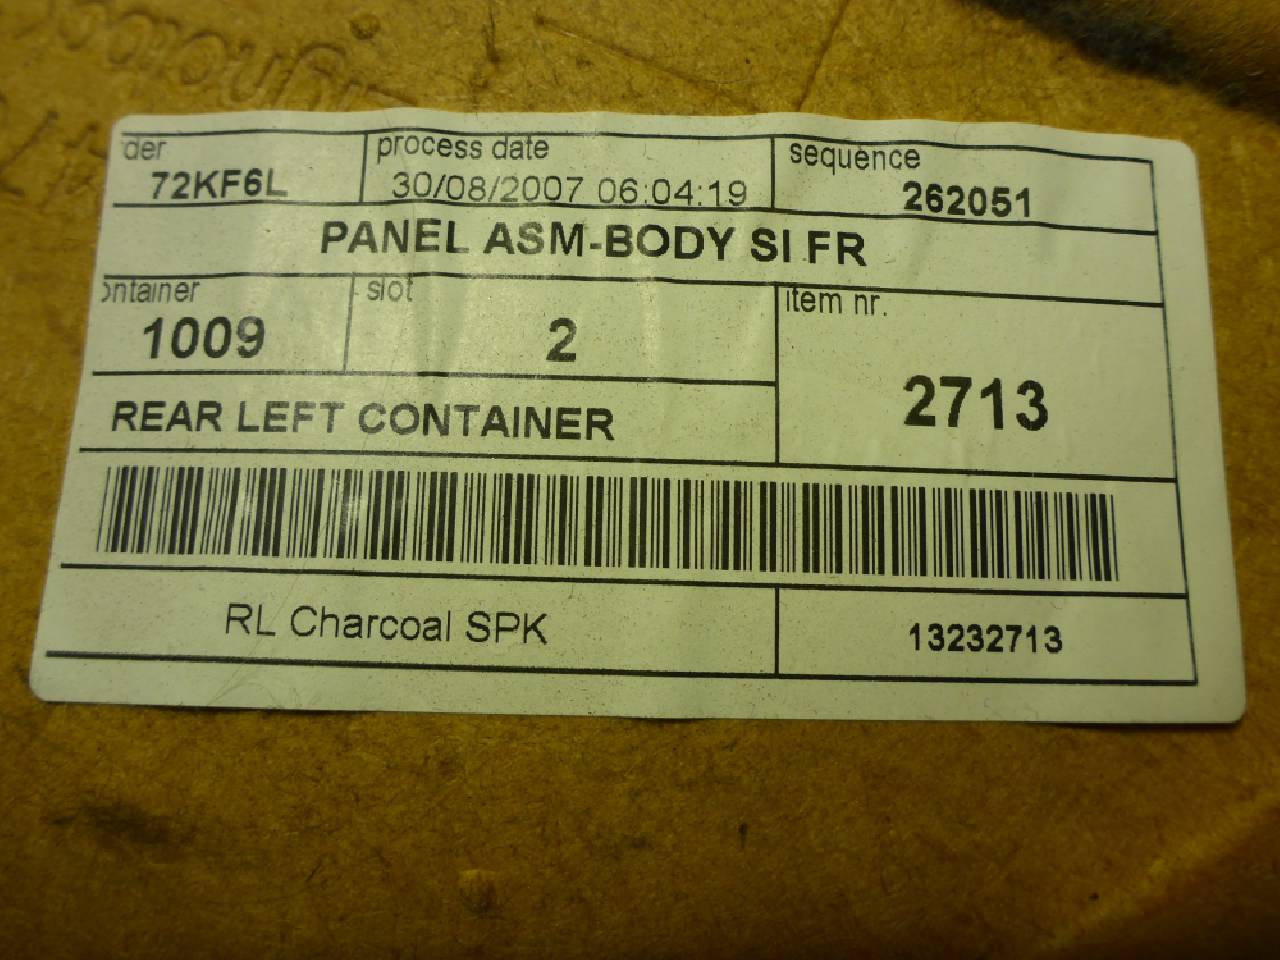 der process date sequence
72KF6L 30/08/2007 06:04:19 262051
PANEL ASM-BODY SI FR
ontainer slot item nr.
1009 2 2713
REAR LEFT CONTAINER
RL Charcoal SPK 13232713